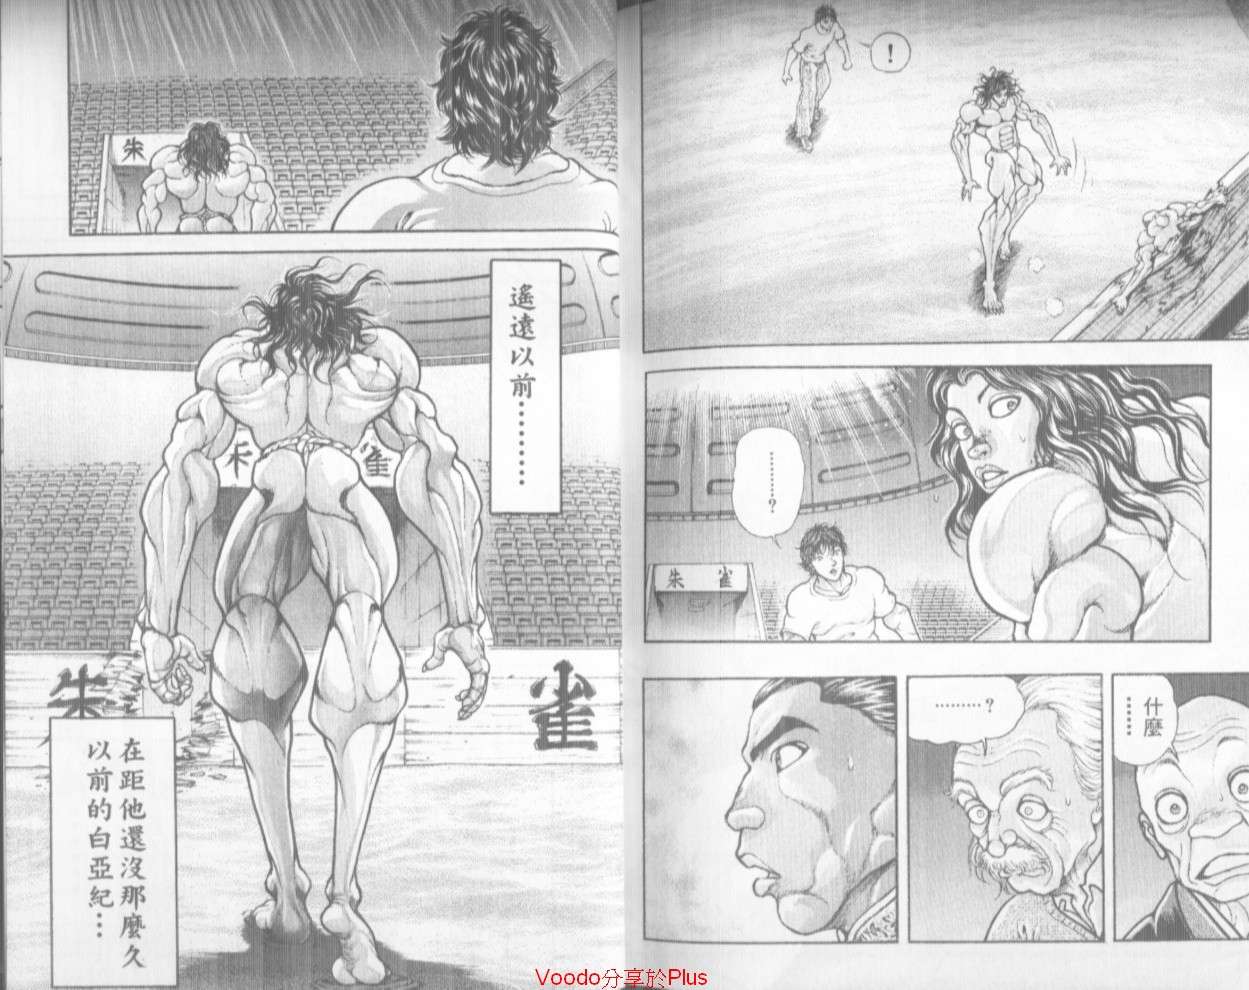 ！
………？
朱 雀
什麼
……
………？
朱
遙遠以前………
朱 雀
朱 雀
在距他還沒那麼久
以前的白亞紀…
Voodo分享於Plus